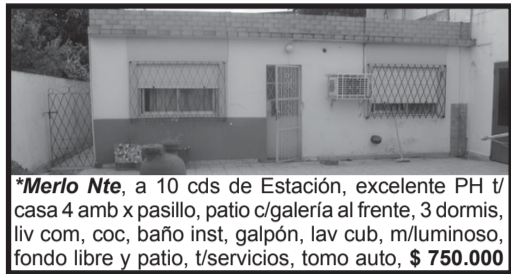 *Merlo Nte, a 10 cds de Estación, excelente PH t/
casa 4 amb x pasillo, patio c/galería al frente, 3 dormis,
liv com, coc, baño inst, galpón, lav cub, m/luminoso,
fondo libre y patio, t/servicios, tomo auto, $ 750.000